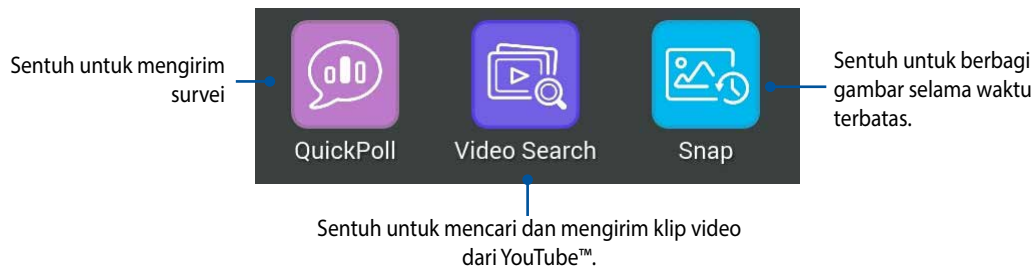 Sentuh untuk mengirim
survei
QuickPoll
Video Search
Snap
Sentuh untuk berbagi
gambar selama waktu
terbatas.
Sentuh untuk mencari dan mengirim klip video
dari YouTube™.